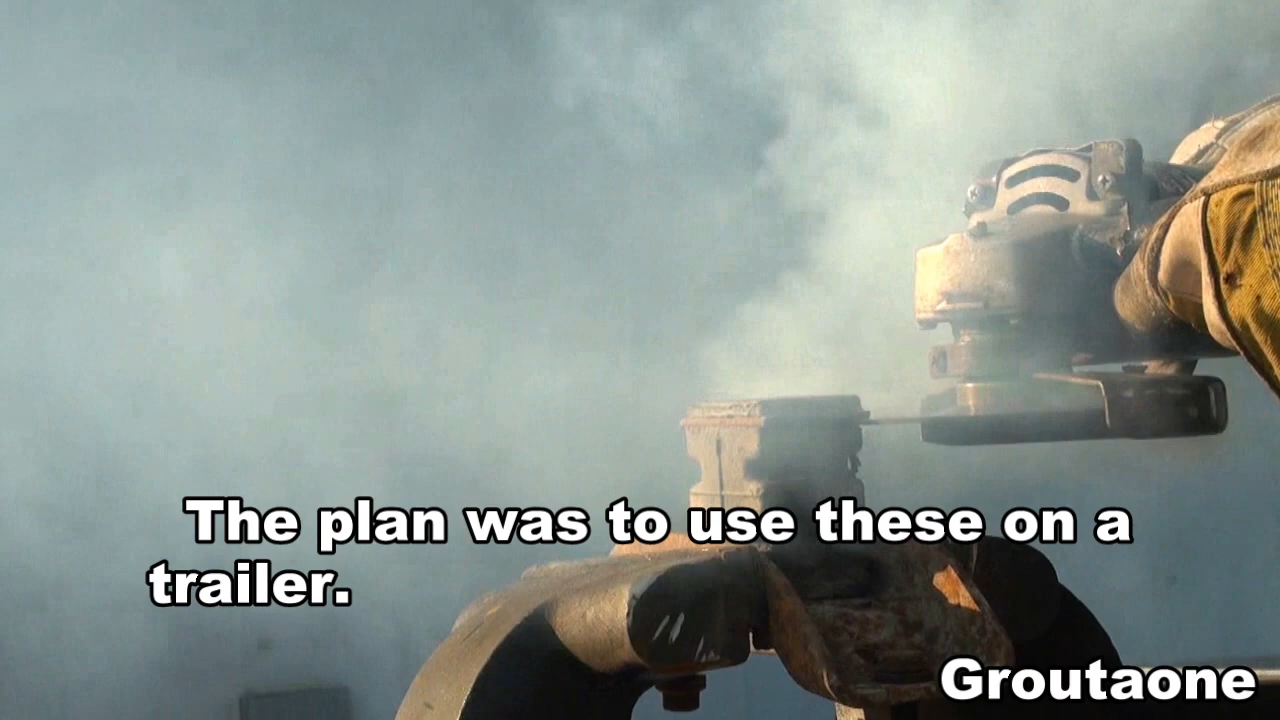 The plan was to use these on a
trailer.
Groutaone